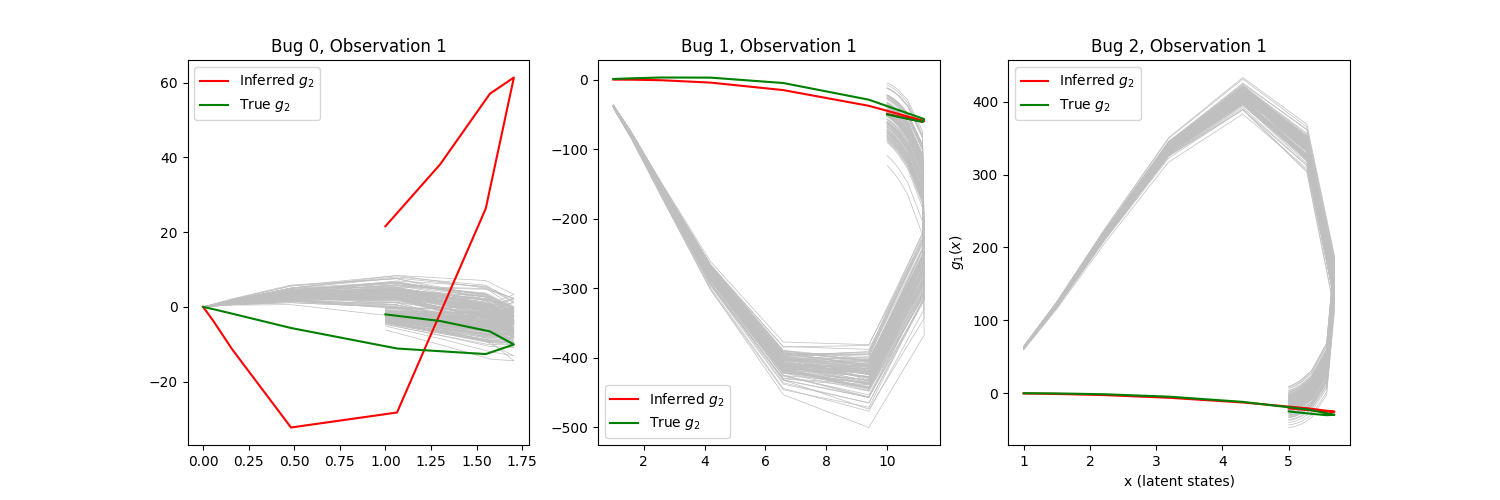 Bug 0, Observation 1
Inferred g₂
True g₂
60
40
20
0
−20
0.00 0.25 0.50 0.75 1.00 1.25 1.50 1.75
Bug 1, Observation 1
0
−100
−200
−300
−400
−500
Inferred g₂
True g₂
2 4 6 8 10
Bug 2, Observation 1
Inferred g₂
True g₂
g₁(x)
400
300
200
100
0
1 2 3 4 5
x (latent states)